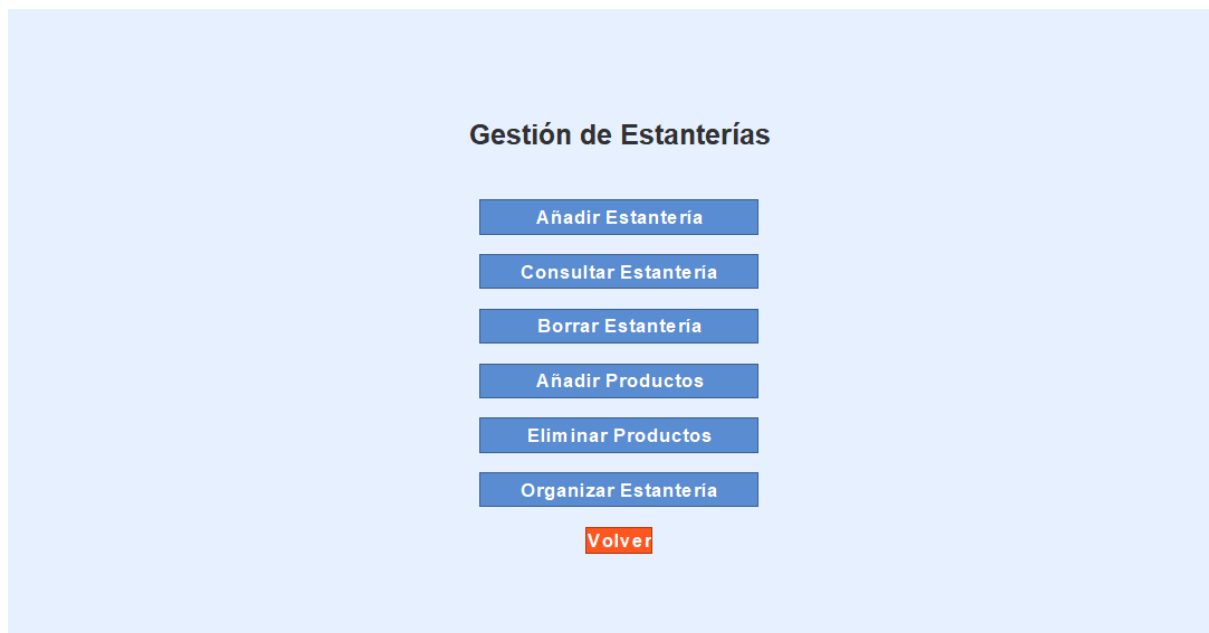 Gestión de Estanterías
Añadir Estantería
Consultar Estantería
Borrar Estantería
Añadir Productos
Eliminar Productos
Organizar Estantería
Volver